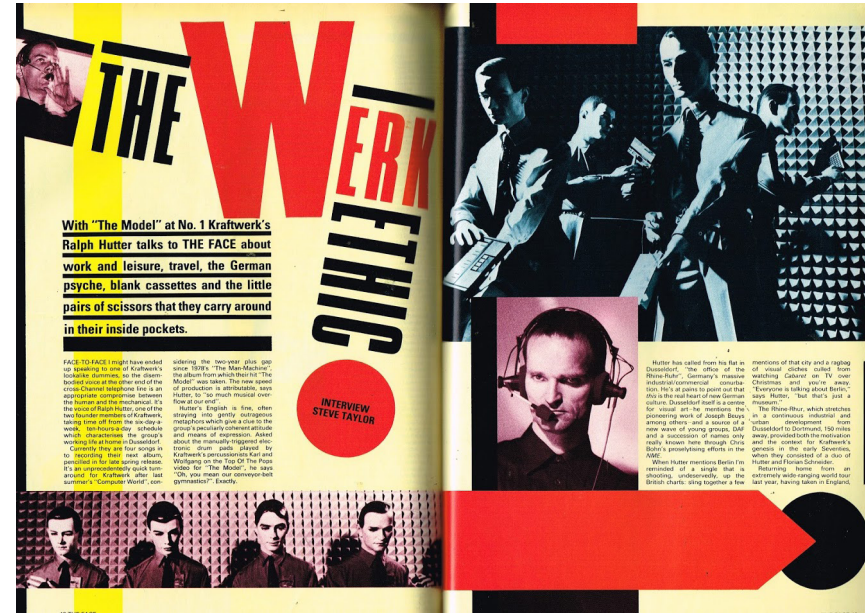 THE
WERK
ETHIC
With "The Model" at No. 1 Kraftwerk's
Ralph Hutter talks to THE FACE about
work and leisure, travel, the German
psyche, blank cassettes and the little
pairs of scissors that they carry around
in their inside pockets.
FACE-TO-FACE I might have ended
up speaking to one of Kraftwerk's
lookalike dummies, so the disem-
bodied voice at the other end of the
cross-Channel telephone line is an
appropriate compromise between
the human and the mechanical. It's
the voice of Ralph Hutter, one of the
two founder members of Kraftwerk,
taking time off from the six-day-a-
week, ten-hours-a-day schedule
which characterises the group's
working life at home in Dusseldorf.
Currently they are four songs in
to recording their next album,
pencilled in for late spring release.
It's an unprecedentedly quick turn-
around for Kraftwerk after last
summer's "Computer World", con-
sidering the two-year plus gap
since 1978's "The Man-Machine",
the album from which their hit "The
Model" was taken. The new speed
of production is attributable, says
Hutter, to "so much musical over-
flow at our end".
Hutter's English is fine, often
straying into gently outrageous
metaphors which give a clue to the
group's peculiarly coherent attitude
and means of expression. Asked
about the manually-triggered elec-
tronic drum pads played by
Kraftwerk's percussionists Karl and
Wolfgang on the Top Of The Pops
video for "The Model", he says
"Oh, you mean our conveyor-belt
gymnastics?". Exactly.
INTERVIEW
STEVE TAYLOR
Hutter has called from his flat in
Dusseldorf, "the office of the
Rhine-Ruhr", Germany's massive
industrial/commercial conurba-
tion. He's at pains to point out that
this is the real heart of new German
culture. Dusseldorf itself is a centre
for visual art–he mentions the
pioneering work of Joseph Beuys
among others–and a source of a
new wave of young groups, DAF
and a succession of names only
really known here through Chris
Bohn's proselytising efforts in the
NME.
When Hutter mentions Berlin I'm
reminded of a single that is
shooting, undeservedly, up the
British charts: sling together a few
mentions of that city and a ragbag
of visual cliches culled from
watching Cabaret on TV over
Christmas and you're away.
"Everyone is talking about Berlin,"
says Hutter, "but that's just a
museum."
The Rhine-Rhur, which stretches
in a continuous industrial and
urban development from
Dusseldorf to Dortmund, 150 miles
away, provided both the motivation
and the context for Kraftwerk's
genesis in the early Seventies,
when they consisted of a duo of
Hutter and Florian Schneider.
Returning home from an
extremely wide-ranging world tour
last year, having taken in England,